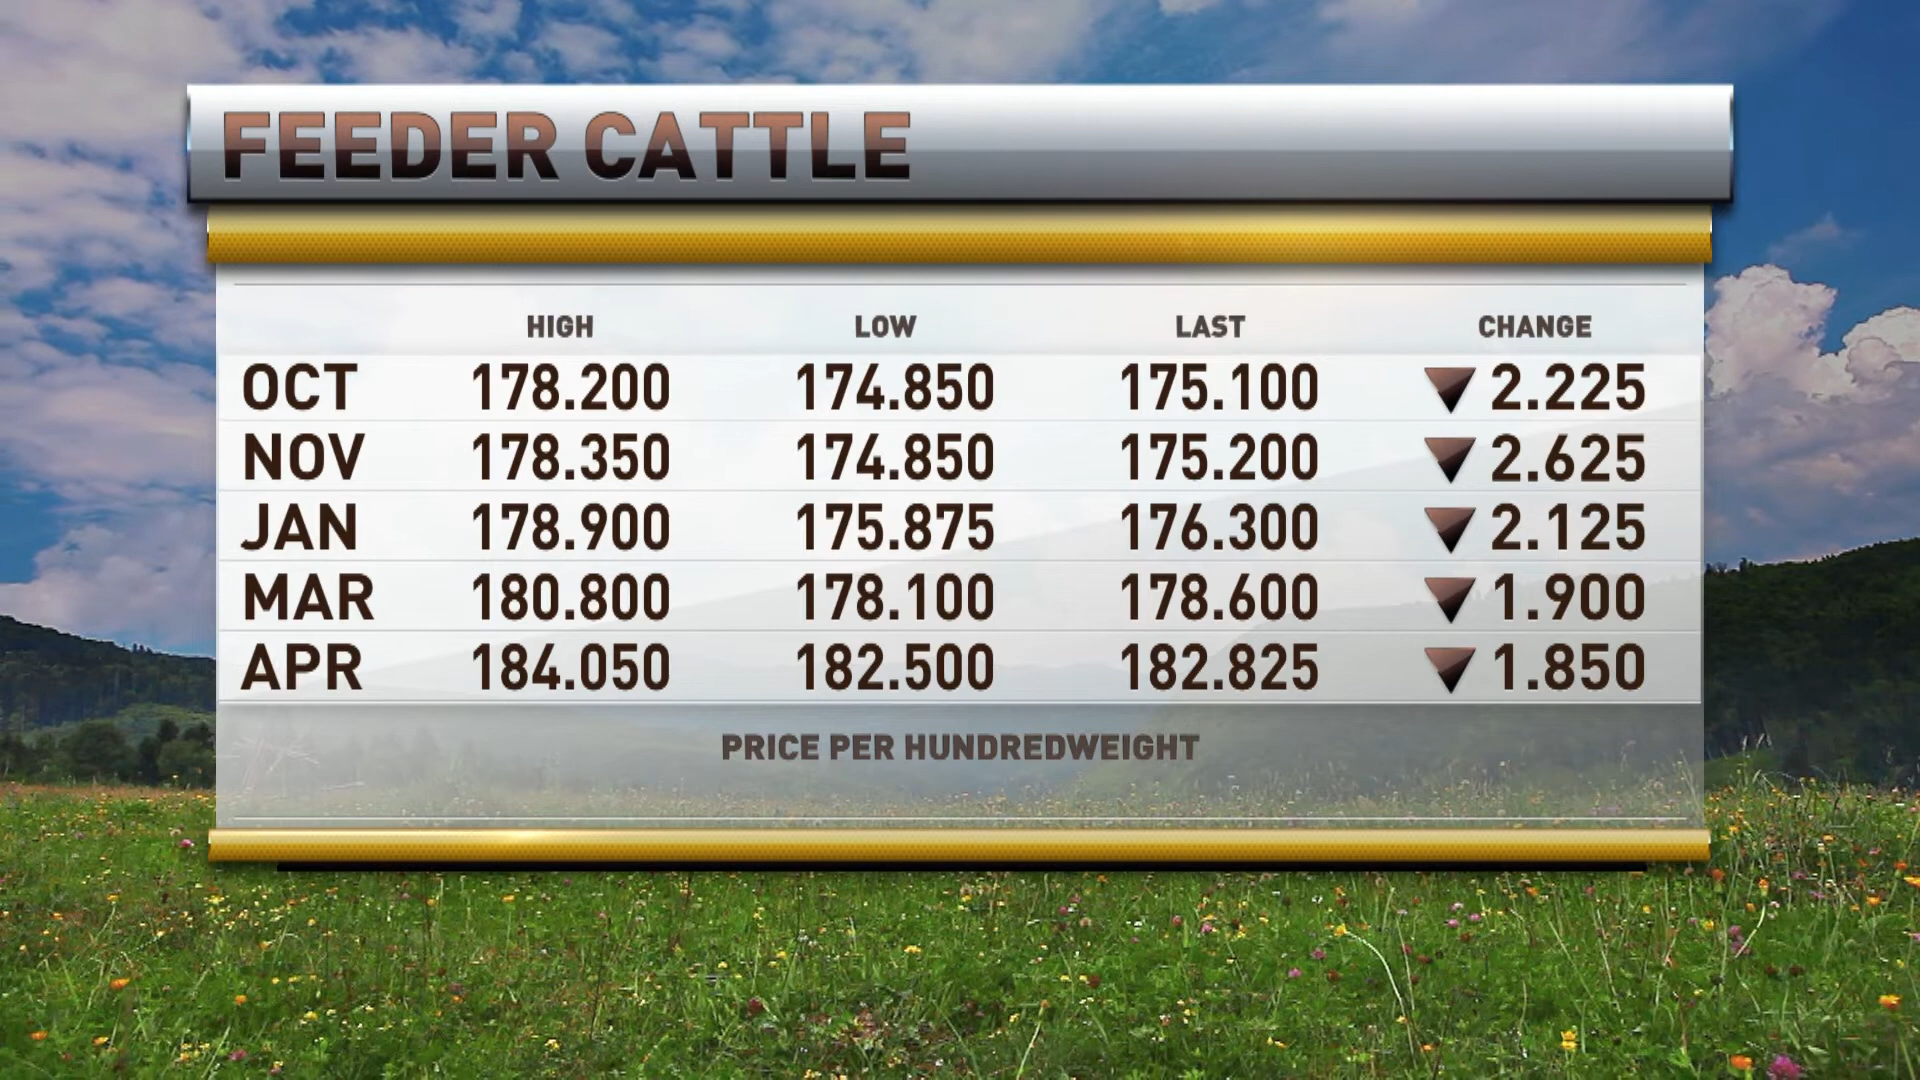 FEEDER CATTLE
HIGH LOW LAST CHANGE
OCT 178.200 174.850 175.100 ▼ 2.225
NOV 178.350 174.850 175.200 ▼ 2.625
JAN 178.900 175.875 176.300 ▼ 2.125
MAR 180.800 178.100 178.600 ▼ 1.900
APR 184.050 182.500 182.825 ▼ 1.850
PRICE PER HUNDREDWEIGHT